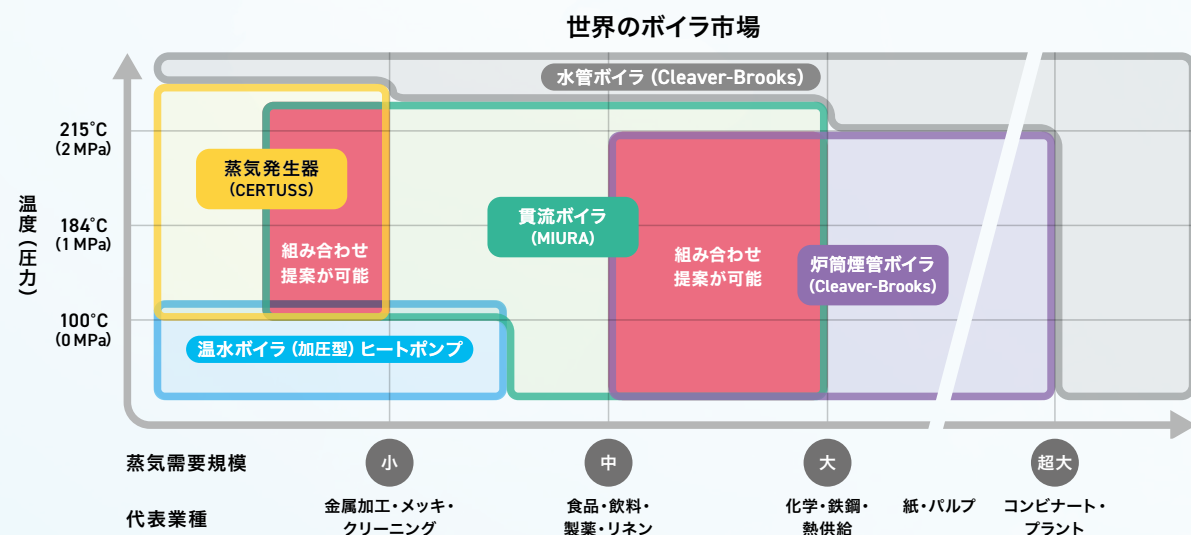 世界のボイラ市場
水管ボイラ（Cleaver-Brooks）
温度（圧力）
215˚C
（2 MPa）
184˚C
（1 MPa）
100˚C
（0 MPa）
蒸気発生器
（CERTUSS）
組み合わせ
提案が可能
貫流ボイラ
（MIURA）
組み合わせ
提案が可能
炉筒煙管ボイラ
（Cleaver-Brooks）
温水ボイラ（加圧型）ヒートポンプ
蒸気需要規模
小
中
大
超大
代表業種
金属加工・メッキ・
クリーニング
食品・飲料・
製薬・リネン
化学・鉄鋼・
熱供給
紙・パルプ
コンビナート・
プラント